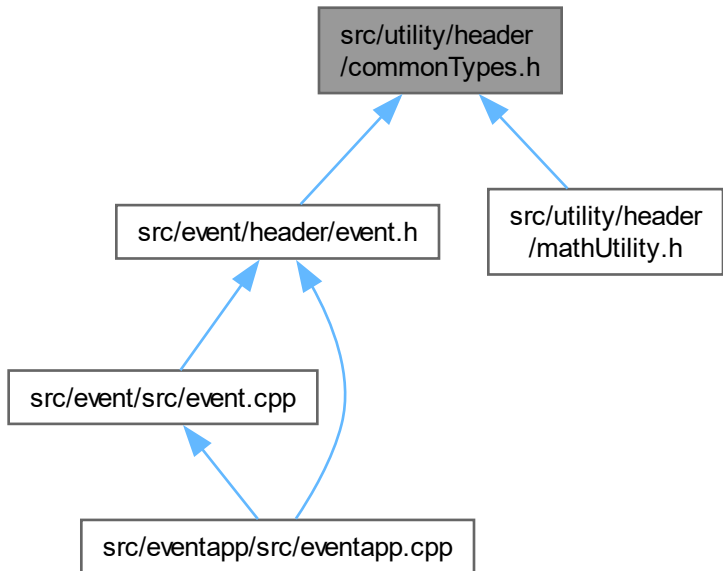 src/utility/header
/commonTypes.h
src/event/header/event.h
src/utility/header
/mathUtility.h
src/event/src/event.cpp
src/eventapp/src/eventapp.cpp